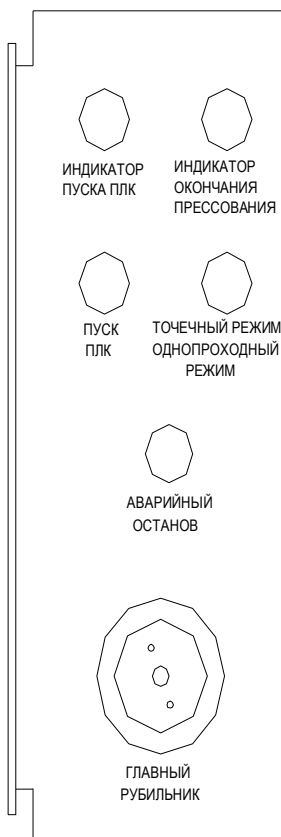 ИНДИКАТОР
ПУСКА ПЛК
ИНДИКАТОР
ОКОНЧАНИЯ
ПРЕССОВАНИЯ
ПУСК
ПЛК
ТОЧЕЧНЫЙ РЕЖИМ
ОДНОПРОХОДНЫЙ
РЕЖИМ
АВАРИЙНЫЙ
ОСТАНОВ
ГЛАВНЫЙ
РУБИЛЬНИК